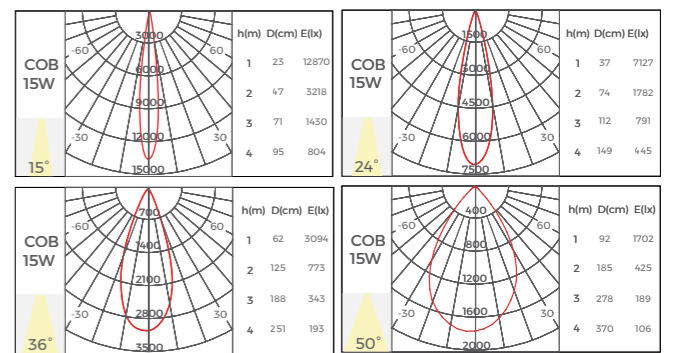 COB
15W
15°
3000
6000
9000
12000
15000
-60
60
-30
30
h(m) D(cm) E(lx)
1 23 12870
2 47 3218
3 71 1430
4 95 804
COB
15W
24°
1500
3000
4500
6000
7500
-60
60
-30
30
h(m) D(cm) E(lx)
1 37 7127
2 74 1782
3 112 791
4 149 445
COB
15W
36°
700
1400
2100
2800
3500
-60
60
-30
30
h(m) D(cm) E(lx)
1 62 3094
2 125 773
3 188 343
4 251 193
COB
15W
50°
400
800
1200
1600
2000
-60
60
-30
30
h(m) D(cm) E(lx)
1 92 1702
2 185 425
3 278 189
4 370 106